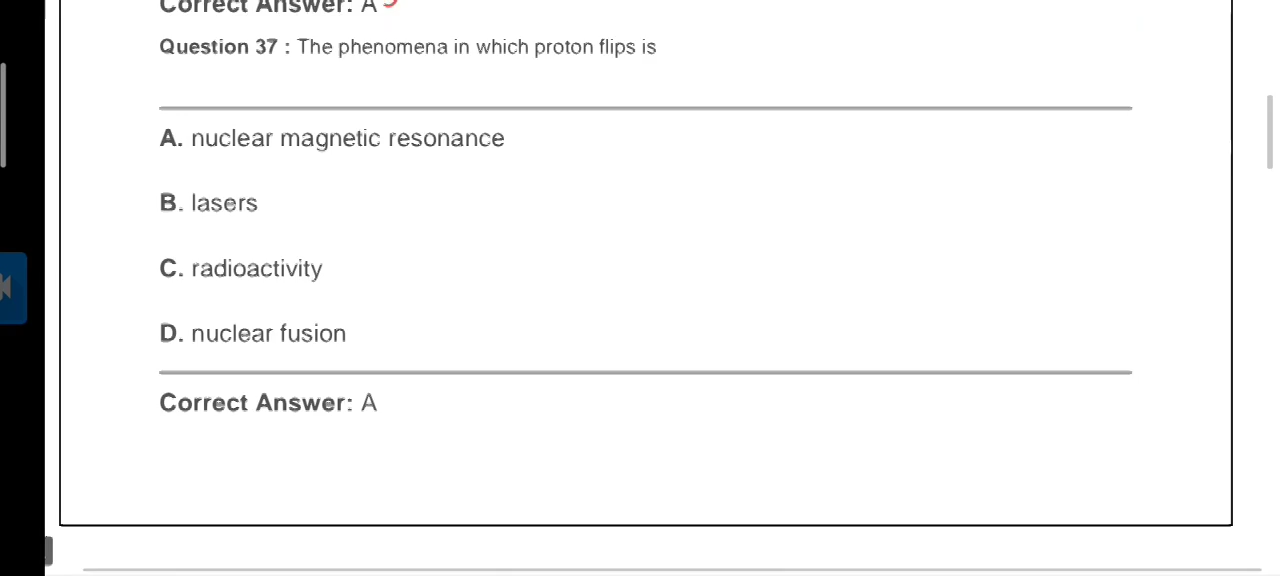 Correct Answer: A
Question 37 : The phenomena in which proton flips is
A. nuclear magnetic resonance
B. lasers
C. radioactivity
D. nuclear fusion
Correct Answer: A